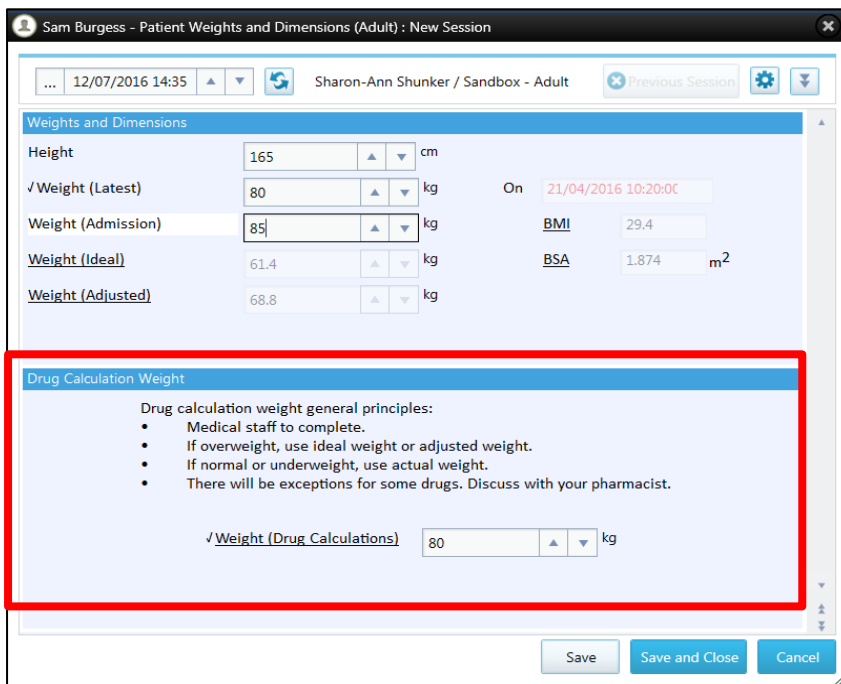 Sam Burgess - Patient Weights and Dimensions (Adult) : New Session
... 12/07/2016 14:35 Sharon-Ann Shunker / Sandbox - Adult Previous Session
Weights and Dimensions
Height 165 cm
√ Weight (Latest) 80 kg On 21/04/2016 10:20:00
Weight (Admission) 85 kg BMI 29.4
Weight (Ideal) 61.4 kg BSA 1.874 m2
Weight (Adjusted) 68.8 kg
Drug Calculation Weight
Drug calculation weight general principles:
• Medical staff to complete.
• If overweight, use ideal weight or adjusted weight.
• If normal or underweight, use actual weight.
• There will be exceptions for some drugs. Discuss with your pharmacist.
√ Weight (Drug Calculations) 80 kg
Save Save and Close Cancel